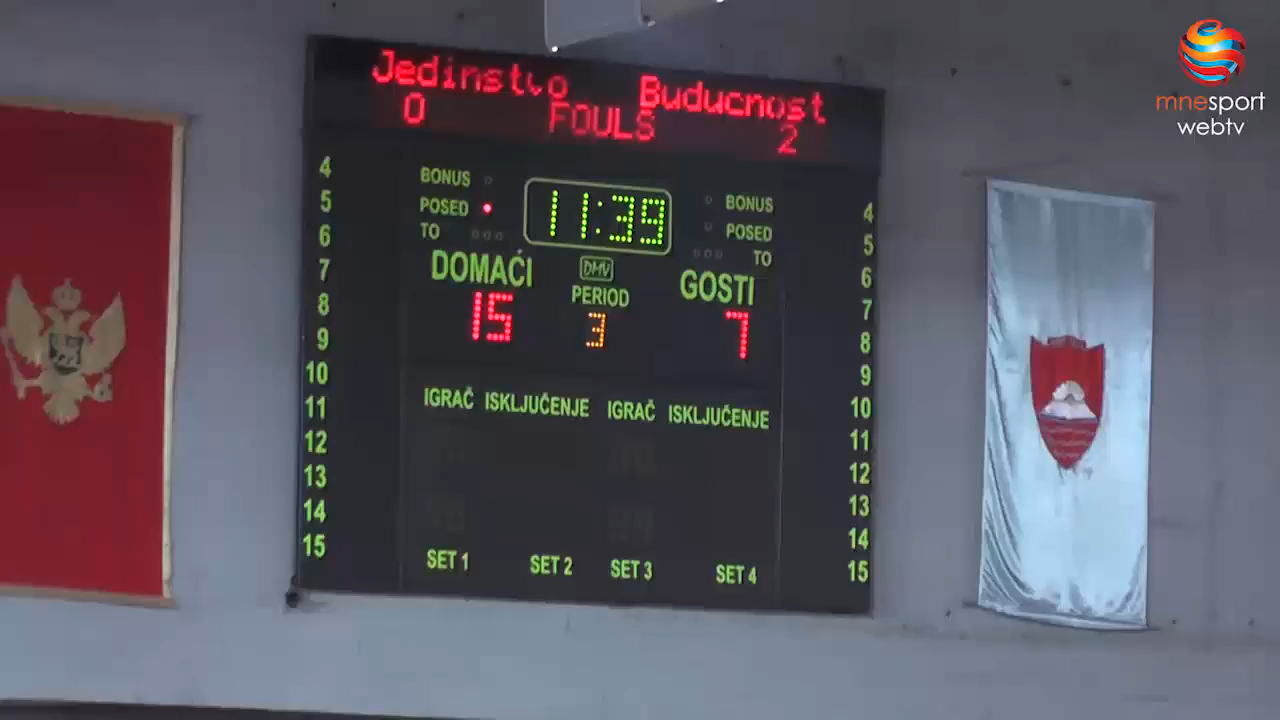 Jedinstvo Buducnost
0 FOULS 2
mnesport
webtv
BONUS
POSED
TO
11:39
BONUS
POSED
TO
DOMAĆI
DMV
GOSTI
PERIOD
15 3 7
IGRAČ ISKLJUČENJE IGRAČ ISKLJUČENJE
SET 1 SET 2 SET 3 SET 4
4
5
6
7
8
9
10
11
12
13
14
15
4
5
6
7
8
9
10
11
12
13
14
15